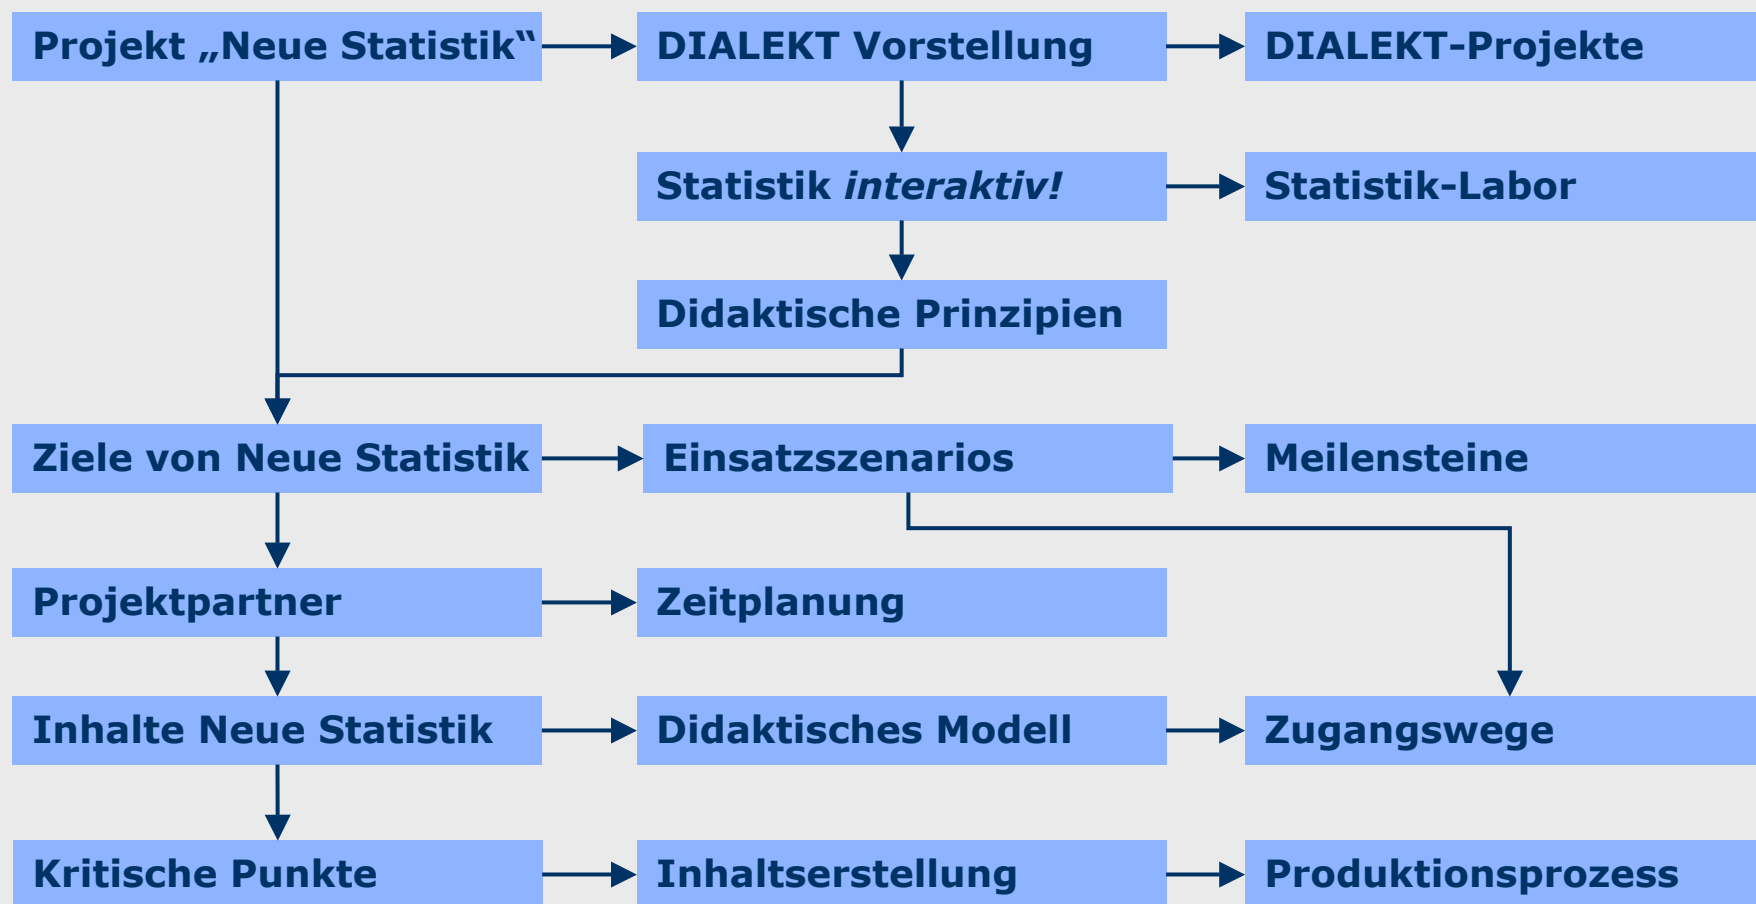 Projekt „Neue Statistik“
DIALEKT Vorstellung
DIALEKT-Projekte
Statistik interaktiv!
Statistik-Labor
Didaktische Prinzipien
Ziele von Neue Statistik
Einsatzszenarios
Meilensteine
Projektpartner
Zeitplanung
Inhalte Neue Statistik
Didaktisches Modell
Zugangswege
Kritische Punkte
Inhaltserstellung
Produktionsprozess